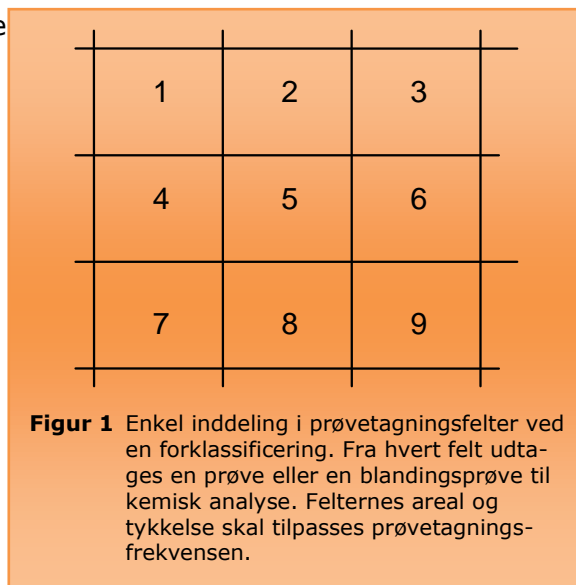 e
1 2 3
4 5 6
7 8 9
Figur 1 Enkel inddeling i prøvetagningsfelter ved
en forklassificering. Fra hvert felt udta-
ges en prøve eller en blandingsprøve til
kemisk analyse. Felternes areal og
tykkelse skal tilpasses prøvetagnings-
frekvensen.